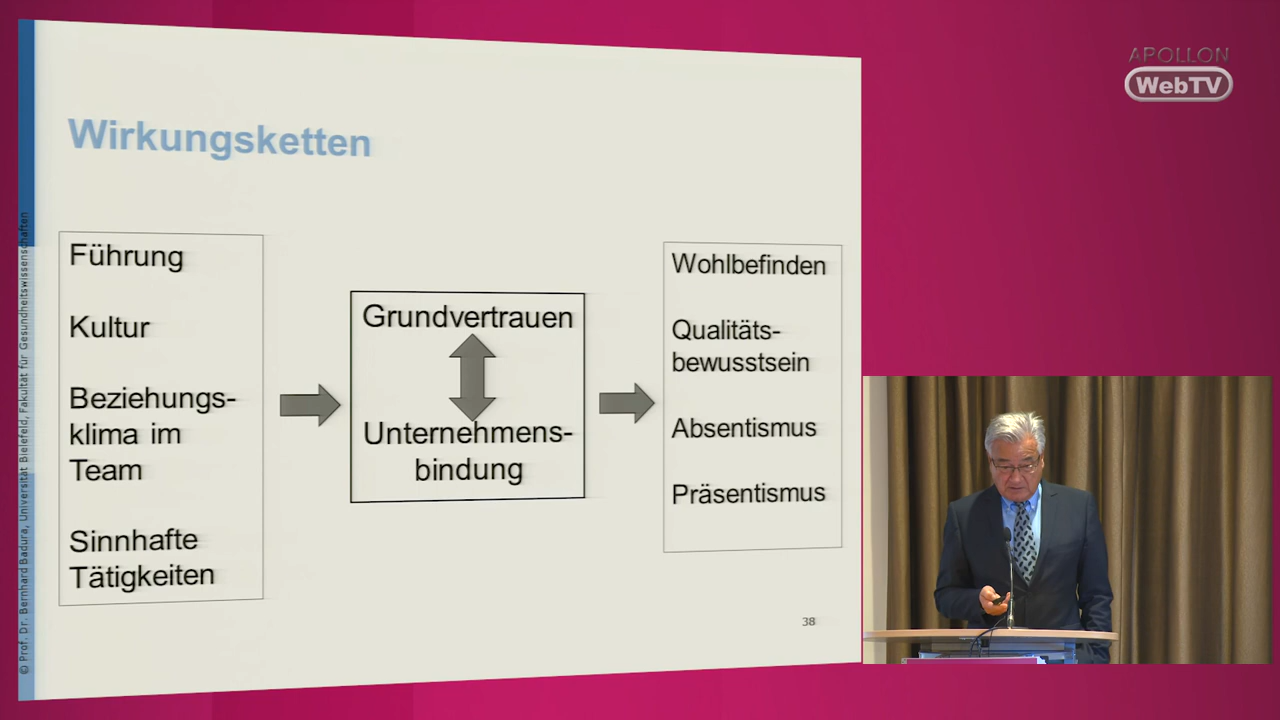 APOLLON
WebTV
Wirkungsketten
Führung
Kultur
Beziehungs-
klima im
Team
Sinnhafte
Tätigkeiten
Grundvertrauen
Unternehmens-
bindung
Wohlbefinden
Qualitäts-
bewusstsein
Absentismus
Präsentismus
38
© Prof. Dr. Bernhard Badura, Universität Bielefeld, Fakultät für Gesundheitswissenschaften